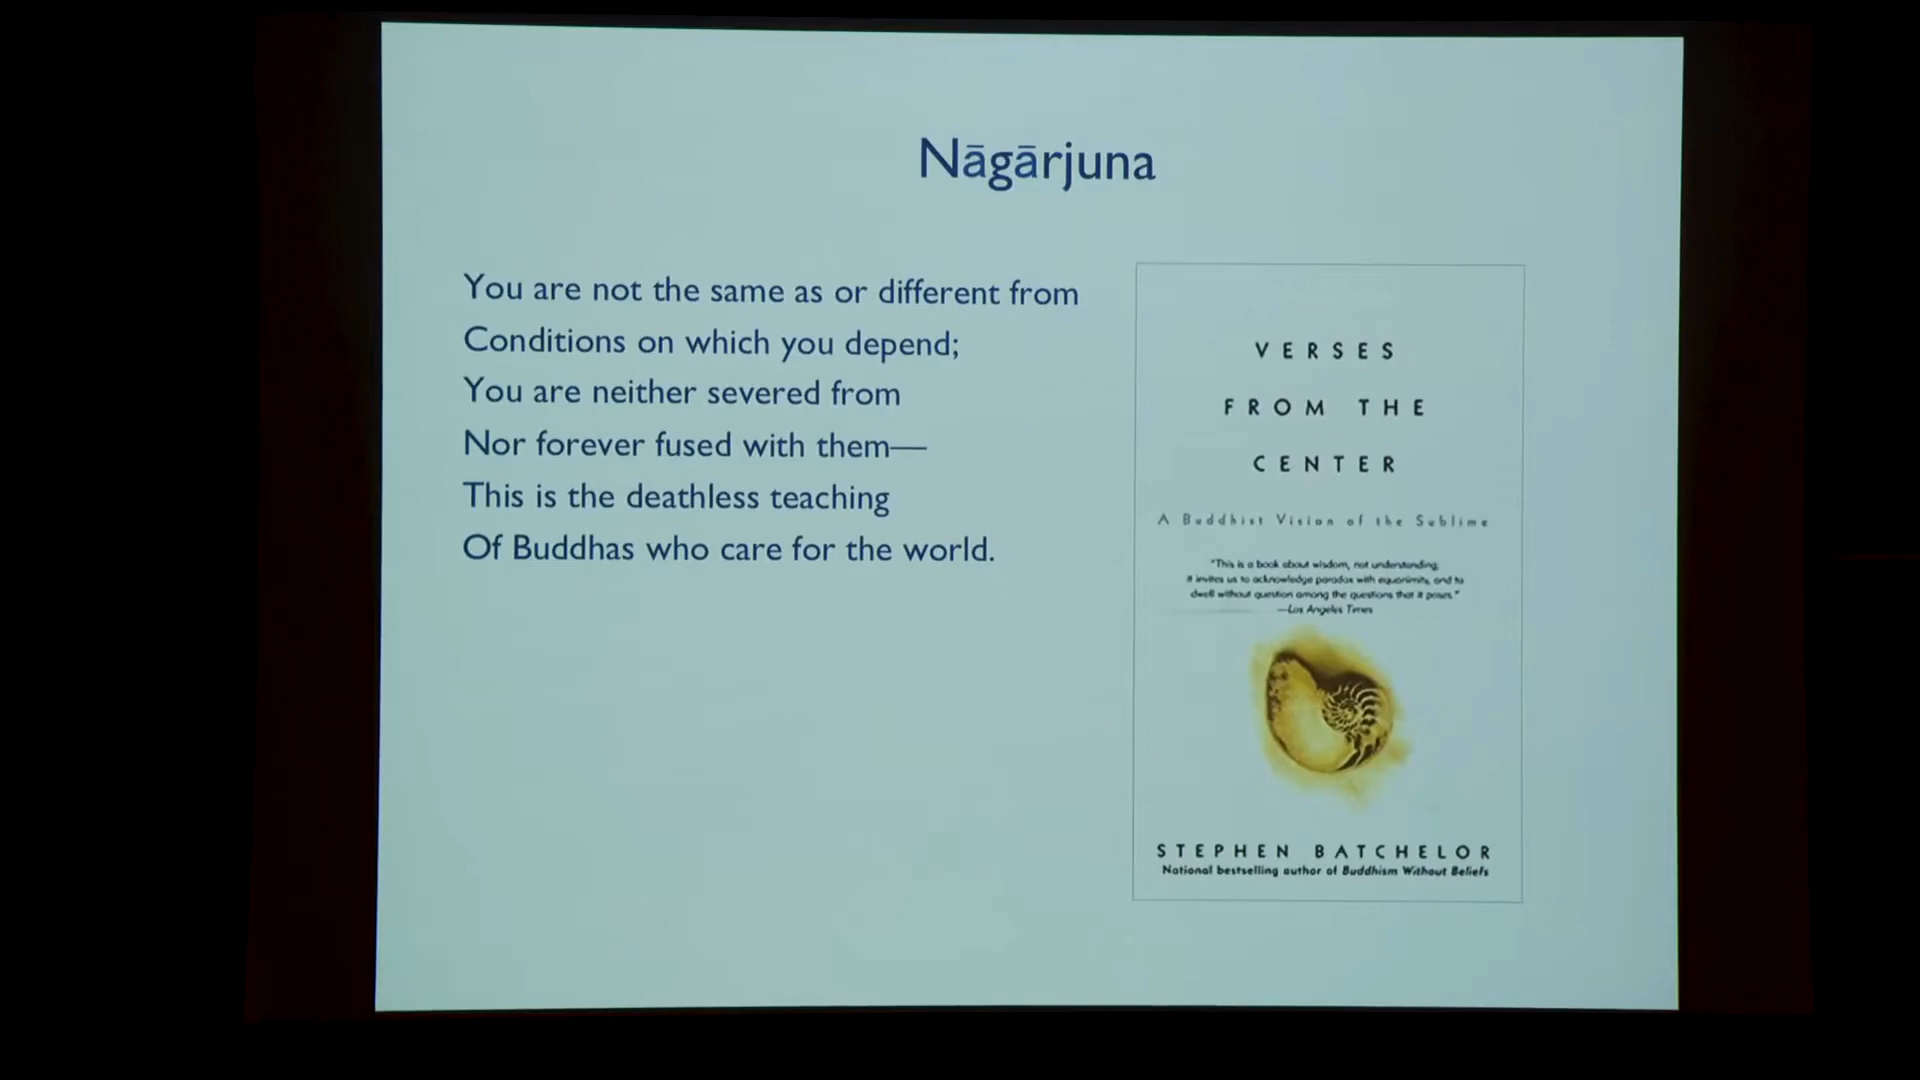 Nāgārjuna
You are not the same as or different from
Conditions on which you depend;
You are neither severed from
Nor forever fused with them—
This is the deathless teaching
Of Buddhas who care for the world.
VERSES
FROM THE
CENTER
A Buddhist Vision of the Sublime
"This is a book about wisdom, not understanding,
it invites us to acknowledge paradox with equanimity, and to
dwell without question among the questions that it poses."
—Los Angeles Times
STEPHEN BATCHELOR
National bestselling author of Buddhism Without Beliefs